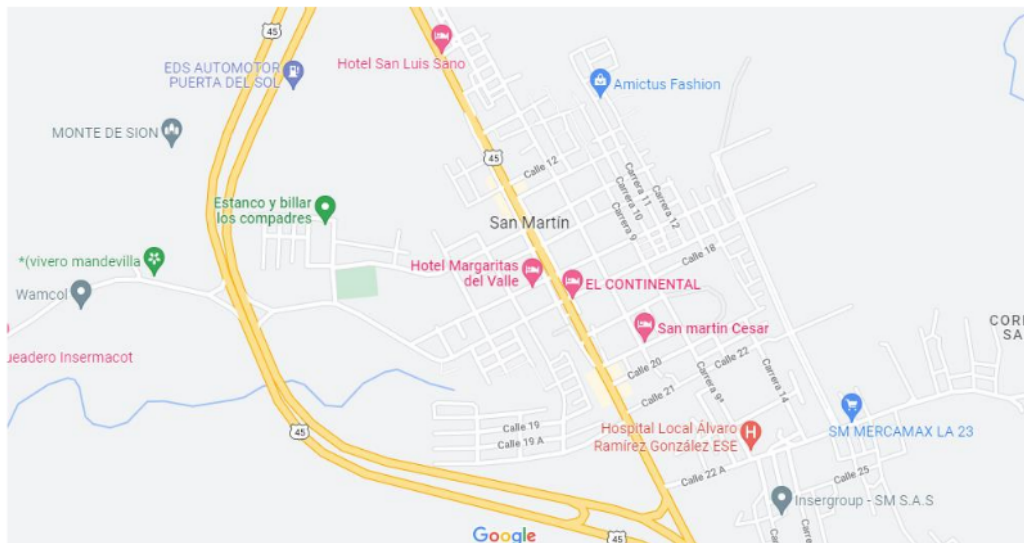 45
Hotel San Luis Sano
EDS AUTOMOTOR
PUERTA DEL SOL
Amictus Fashion
MONTE DE SION
45
Calle 12
Carrera 11
Carrera 12
Carrera 10
Carrera 9
Estanco y billar
los compadres
San Martín
Calle 18
*(vivero mandevilla
Hotel Margaritas
del Valle
EL CONTINENTAL
Wamcol
San martin Cesar
CORI
SA
ueadero Insermacot
Calle 20
Calle 22
Calle 21
Carrera 9ª
Carrera 14
45
Calle 19
Calle 19 A
Hospital Local Álvaro
Ramírez González ESE
H
SM MERCAMAX LA 23
Calle 22 A
Calle 25
Insergroup - SM S.A.S
Google
45
Ca
Ca